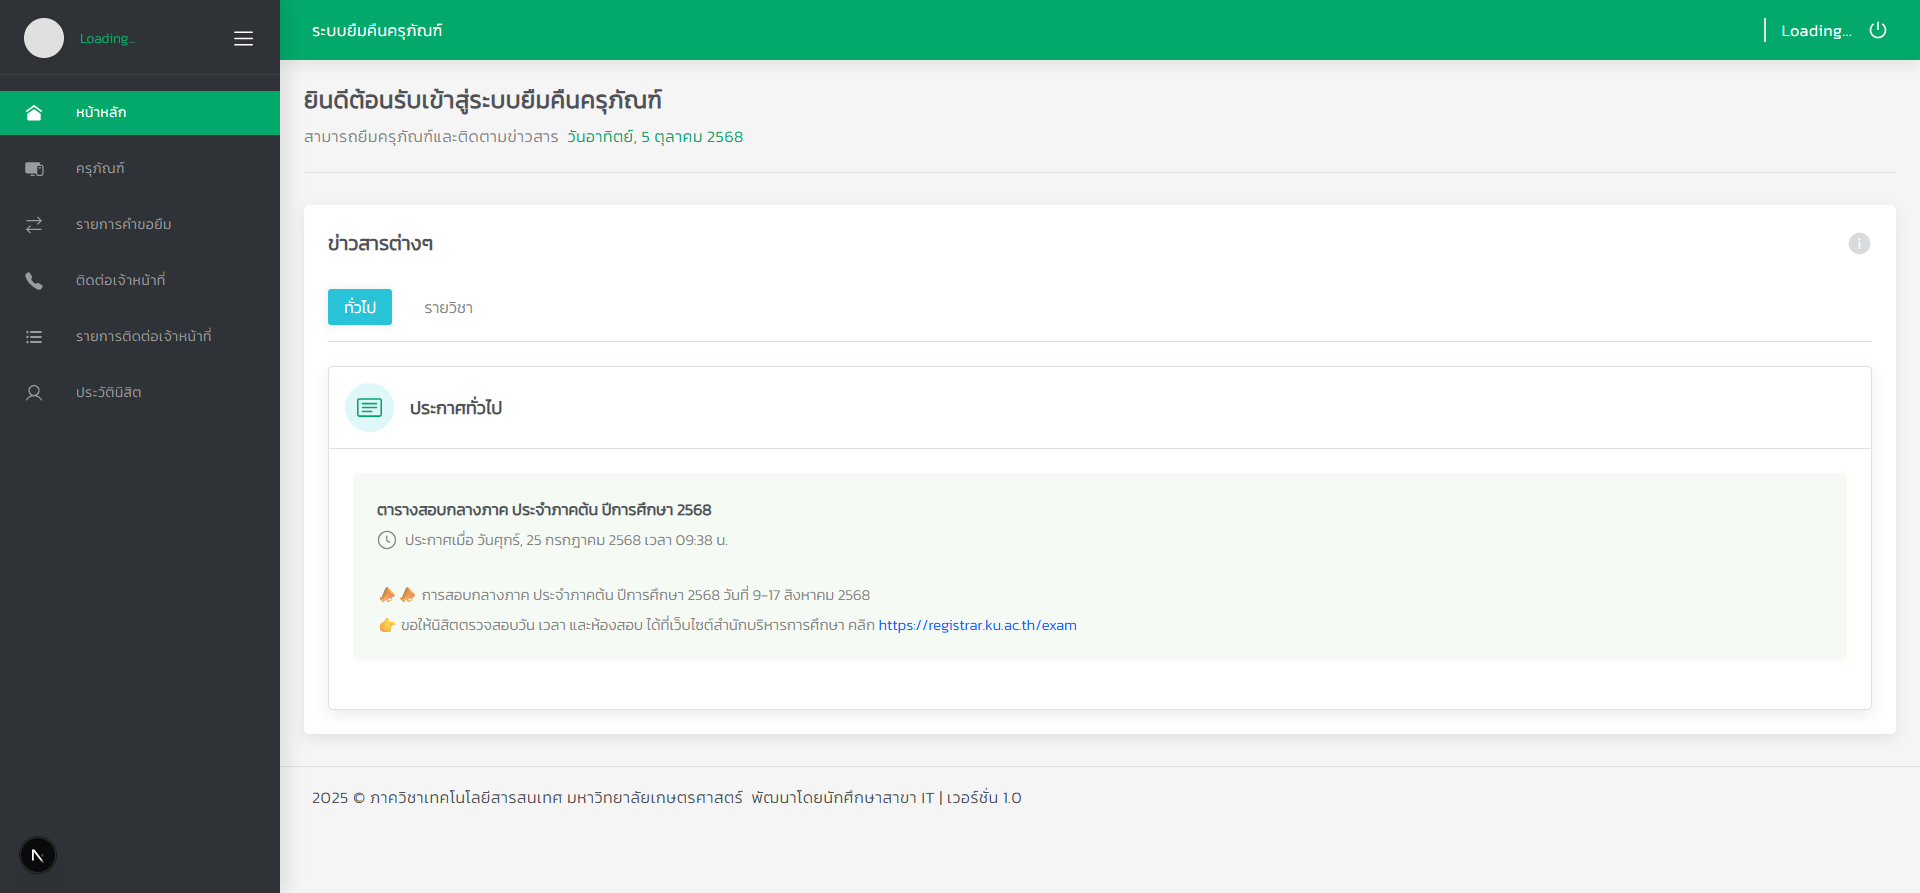 Loading...
ระบบยืมคืนครุภัณฑ์
Loading...
หน้าหลัก
ครุภัณฑ์
รายการคำขอยืม
ติดต่อเจ้าหน้าที่
รายการติดต่อเจ้าหน้าที่
ประวัตินิสิต
ยินดีต้อนรับเข้าสู่ระบบยืมคืนครุภัณฑ์
สามารถยืมครุภัณฑ์และติดตามข่าวสาร วันอาทิตย์, 5 ตุลาคม 2568
ข่าวสารต่างๆ
ทั่วไป
รายวิชา
ประกาศทั่วไป
ตารางสอบกลางภาค ประจำภาคต้น ปีการศึกษา 2568
ประกาศเมื่อ วันศุกร์, 25 กรกฎาคม 2568 เวลา 09:38 น.
📣📣 การสอบกลางภาค ประจำภาคต้น ปีการศึกษา 2568 วันที่ 9-17 สิงหาคม 2568
👉 ขอให้นิสิตตรวจสอบวัน เวลา และห้องสอบ ได้ที่เว็บไซต์สำนักบริหารการศึกษา คลิก https://registrar.ku.ac.th/exam
2025 © ภาควิชาเทคโนโลยีสารสนเทศ มหาวิทยาลัยเกษตรศาสตร์ พัฒนาโดยนักศึกษาสาขา IT | เวอร์ชั่น 1.0